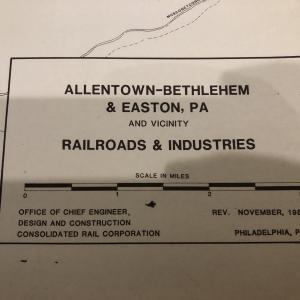 ALLENTOWN-BETHLEHEM
& EASTON, PA
AND VICINITY
RAILROADS & INDUSTRIES
SCALE IN MILES
0 1 2
OFFICE OF CHIEF ENGINEER,
DESIGN AND CONSTRUCTION
CONSOLIDATED RAIL CORPORATION
REV. NOVEMBER, 198
PHILADELPHIA, P